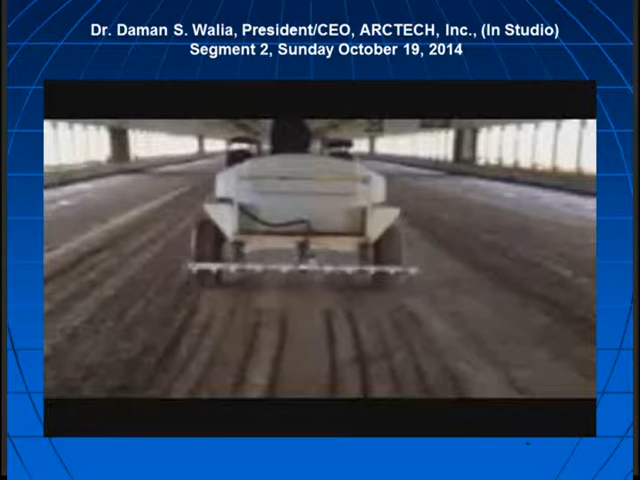 Dr. Daman S. Walia, President/CEO, ARCTECH, Inc., (In Studio)
Segment 2, Sunday October 19, 2014